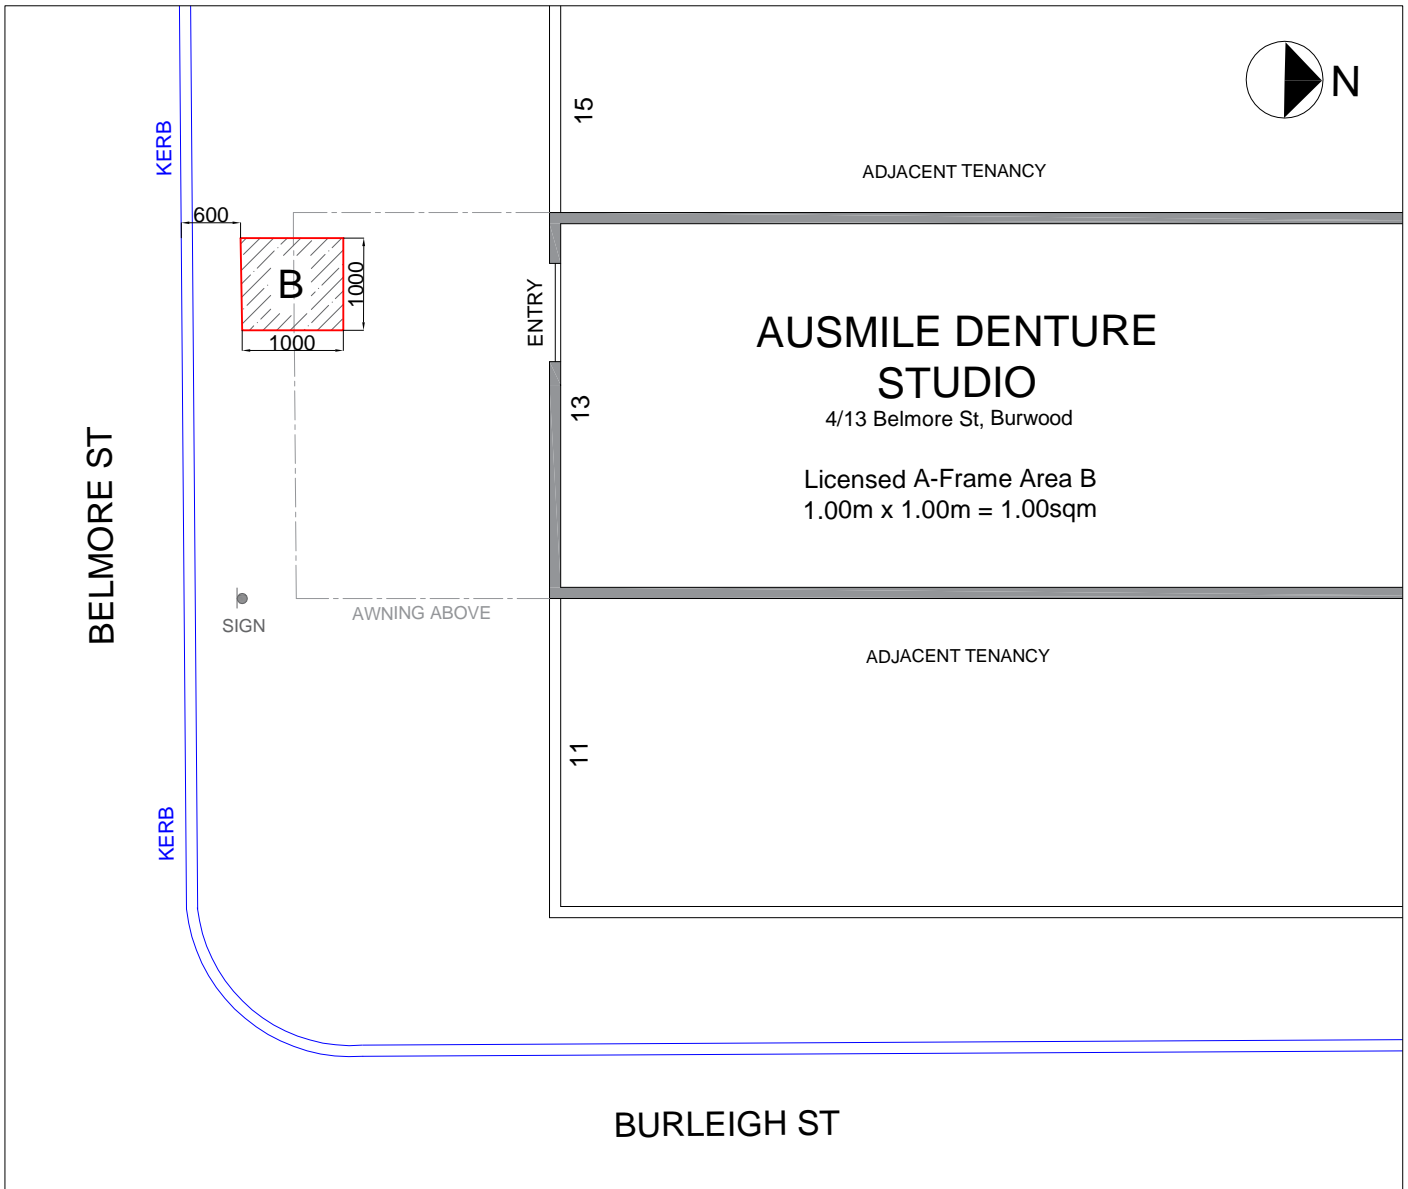 N
15
KERB
ADJACENT TENANCY
600
B
1000
1000
ENTRY
AUSMILE DENTURE
STUDIO
4/13 Belmore St, Burwood
13
Licensed A-Frame Area B
1.00m x 1.00m = 1.00sqm
BELMORE ST
AWNING ABOVE
SIGN
ADJACENT TENANCY
11
KERB
BURLEIGH ST